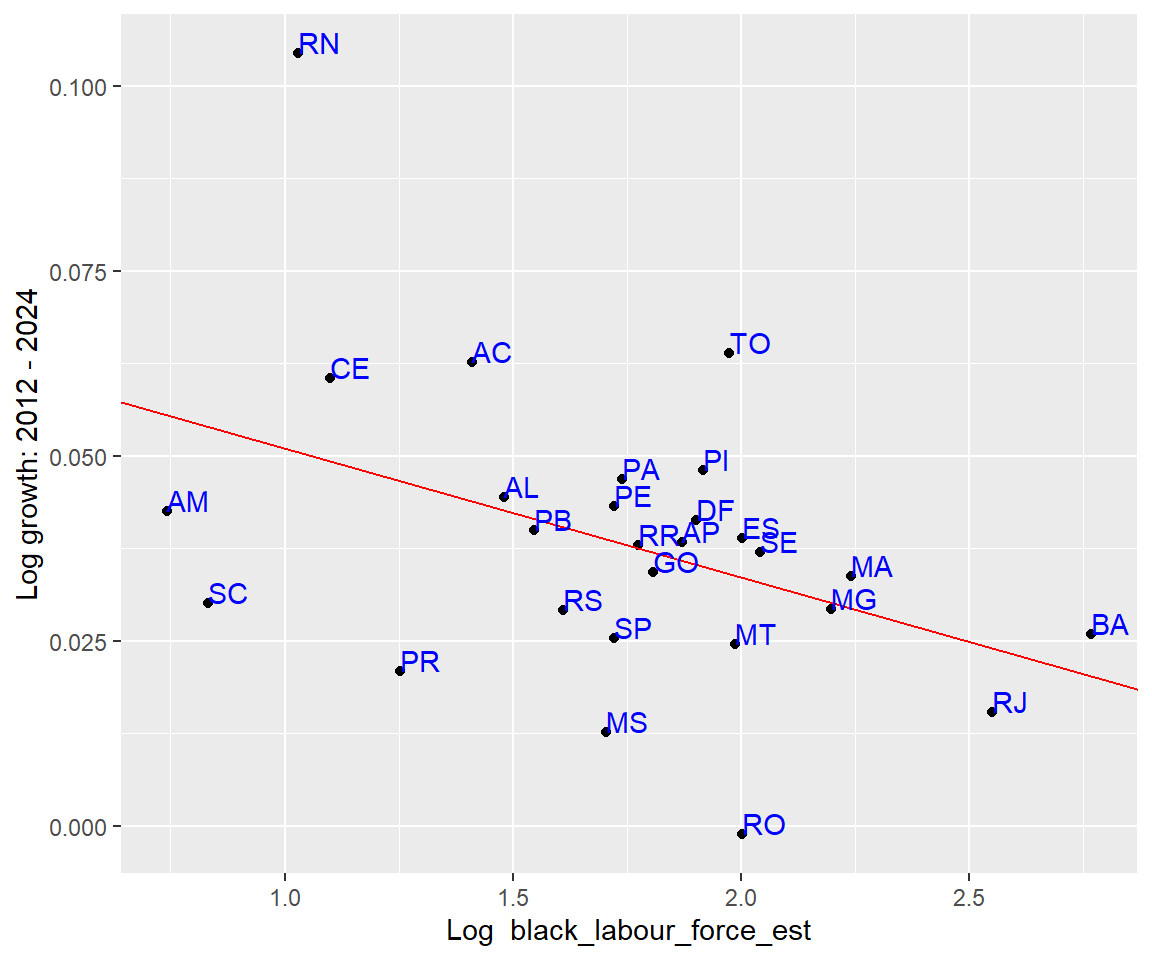 Log growth: 2012 - 2024
0.100
0.075
0.050
0.025
0.000
RN
TO
AC
CE
PI
PA
AL
PE
AM
DF
PB
ES
AP
RR
SE
GO
MA
SC
MG
RS
BA
SP
MT
PR
RJ
MS
RO
1.0
1.5
2.0
2.5
Log  black_labour_force_est